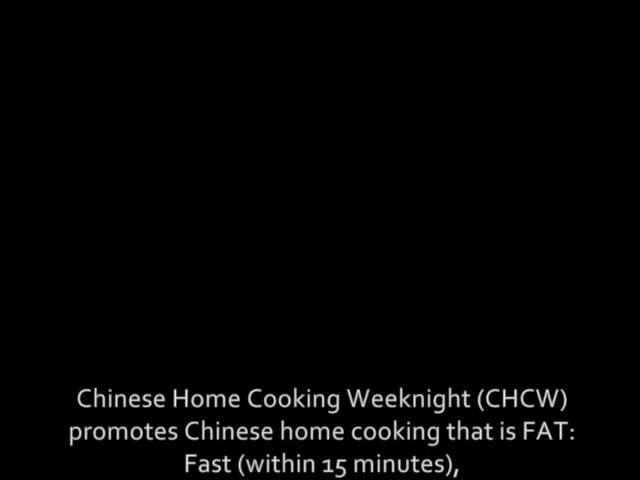 Chinese Home Cooking Weeknight (CHCW)
promotes Chinese home cooking that is FAT:
Fast (within 15 minutes),